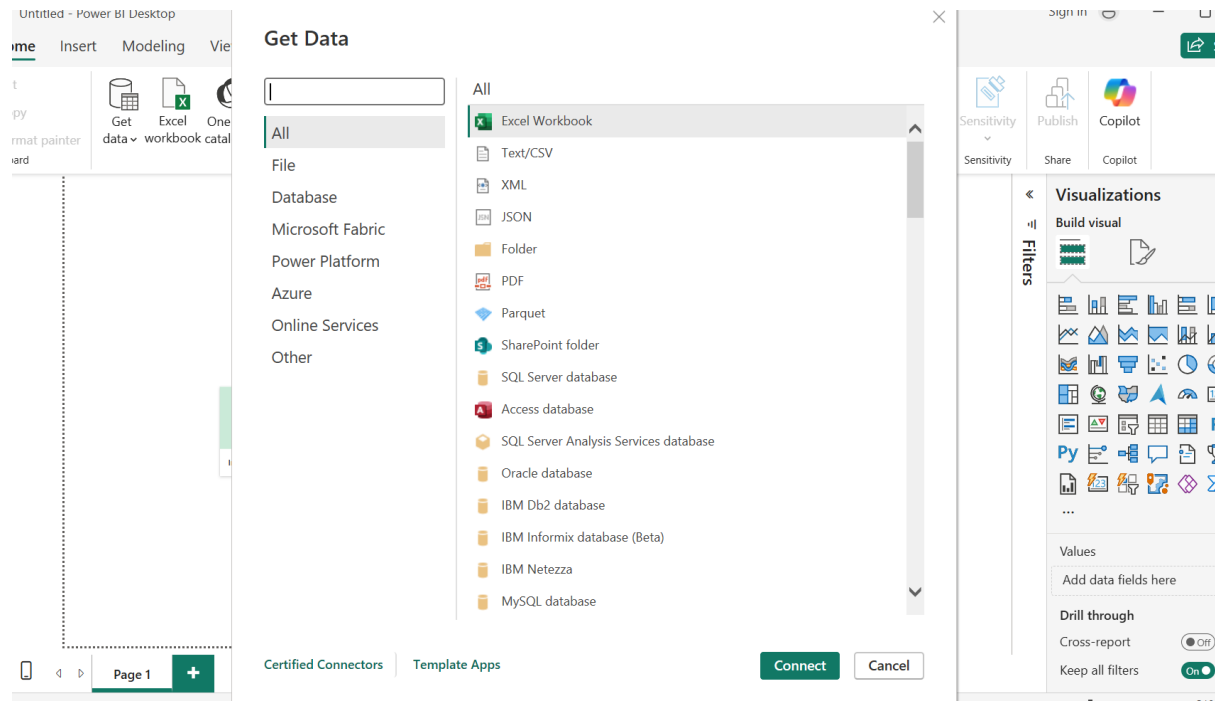 Untitled - Power BI Desktop
Sign in
ome Insert Modeling Vie
Get data
Excel workbook
One catal
rmat painter
ard
Get Data
All
File
Database
Microsoft Fabric
Power Platform
Azure
Online Services
Other
All
Excel Workbook
Text/CSV
XML
JSON
Folder
PDF
Parquet
SharePoint folder
SQL Server database
Access database
SQL Server Analysis Services database
Oracle database
IBM Db2 database
IBM Informix database (Beta)
IBM Netezza
MySQL database
Certified Connectors
Template Apps
Connect
Cancel
Sensitivity
Publish
Copilot
Sensitivity
Share
Copilot
Filters
Visualizations
Build visual
Py
123
...
Values
Add data fields here
Drill through
Cross-report
Off
Keep all filters
On
Page 1
+